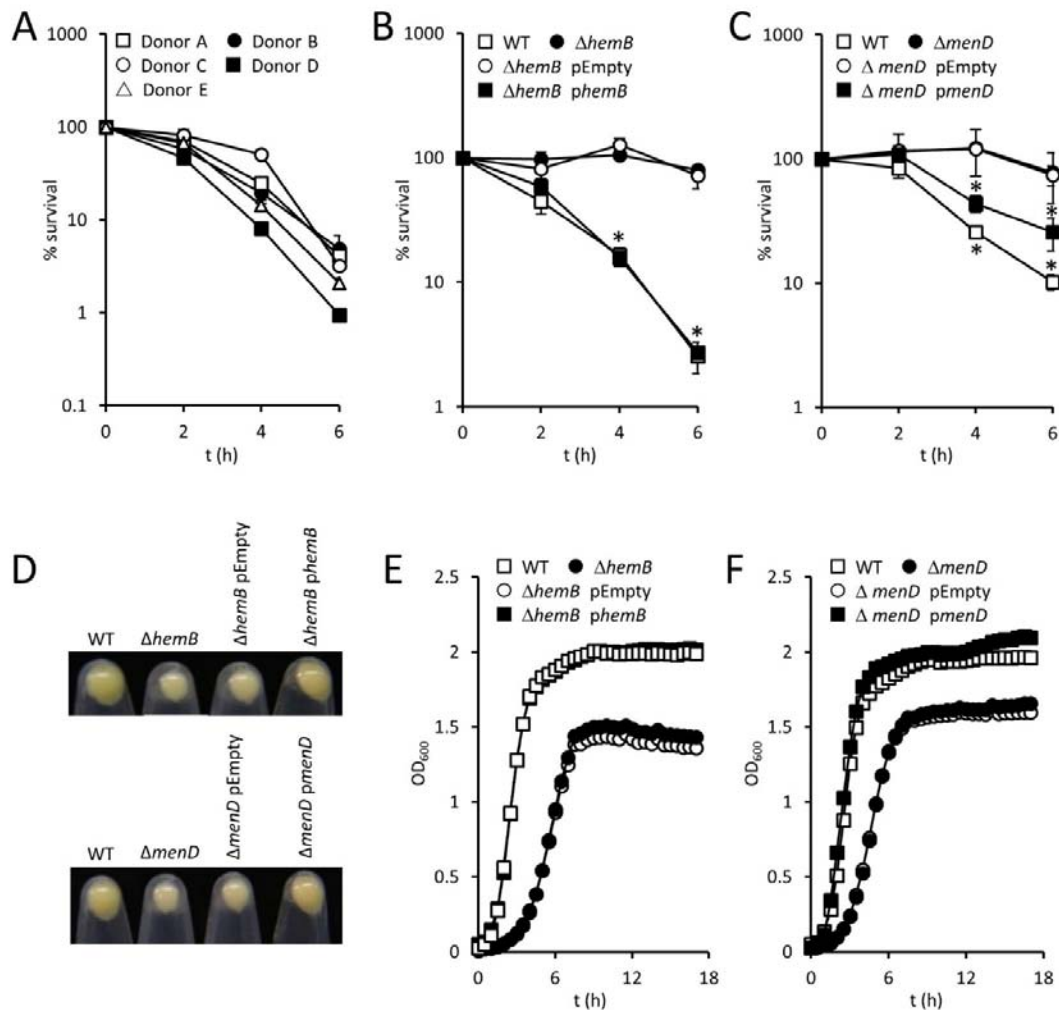 A
Donor A
Donor B
Donor C
Donor D
Donor E
1000
100
10
1
0.1
% survival
0
2
4
6
t (h)
B
WT
ΔhemB
ΔhemB pEmpty
ΔhemB phemB
1000
100
10
1
% survival
*
*
0
2
4
6
t (h)
C
WT
ΔmenD
Δ menD pEmpty
Δ menD pmenD
1000
100
10
1
% survival
*
*
*
*
0
2
4
6
t (h)
D
WT
ΔhemB
ΔhemB pEmpty
ΔhemB phemB
WT
ΔmenD
ΔmenD pEmpty
ΔmenD pmenD
E
WT
ΔhemB
ΔhemB pEmpty
ΔhemB phemB
2.5
2
1.5
1
0.5
0
OD600
0
6
12
18
t (h)
F
WT
ΔmenD
Δ menD pEmpty
Δ menD pmenD
2.5
2
1.5
1
0.5
0
OD600
0
6
12
18
t (h)